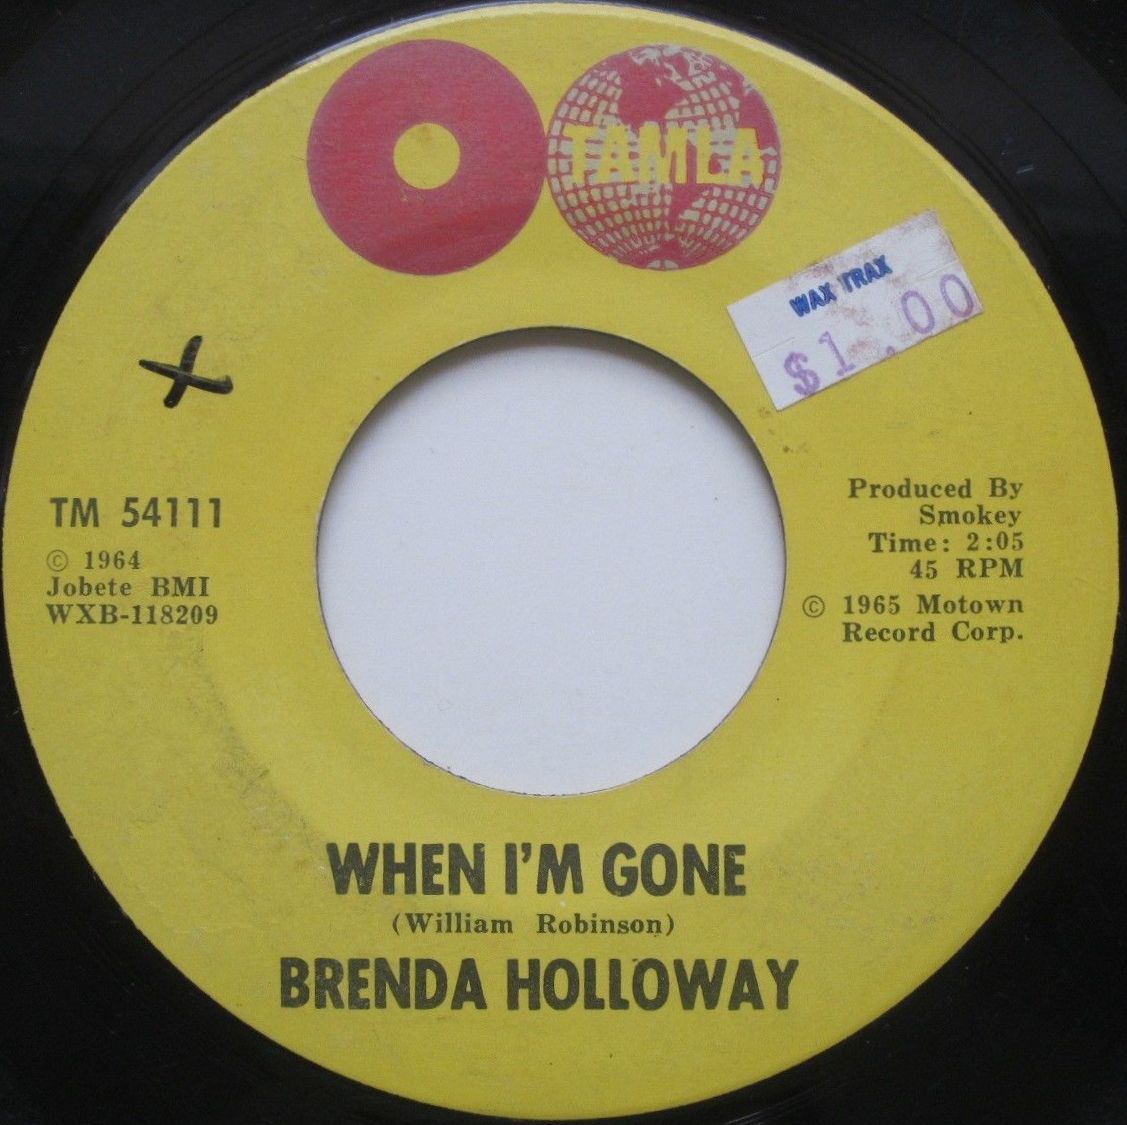 TAMLA
WAX TRAX
$1.00
TM 54111
© 1964
Jobete BMI
WXB-118209
Produced By
Smokey
Time: 2:05
45 RPM
© 1965 Motown
Record Corp.
WHEN I'M GONE
(William Robinson)
BRENDA HOLLOWAY